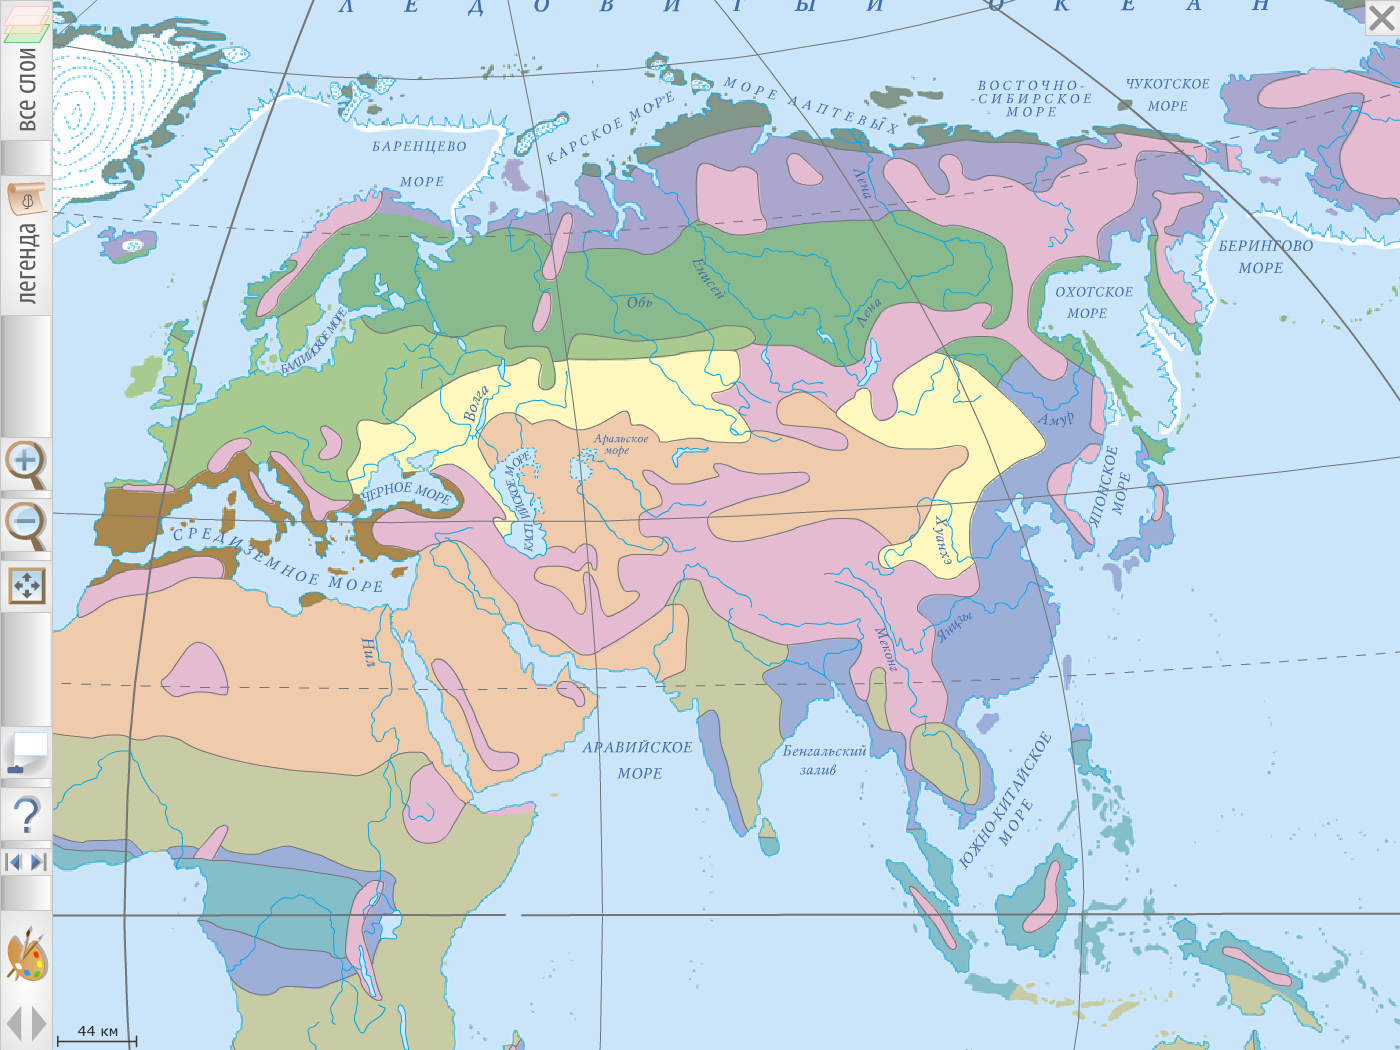 ЛЕДОВИТЫЙ ОКЕАН
все слои
легенда
БАРЕНЦЕВО
МОРЕ
КАРСКОЕ МОРЕ
МОРЕ ЛАПТЕВЫХ
ВОСТОЧНО-
-СИБИРСКОЕ
МОРЕ
ЧУКОТСКОЕ
МОРЕ
БЕРИНГОВО
МОРЕ
ОХОТСКОЕ
МОРЕ
Лена
Енисей
Обь
Лена
БАЛТИЙСКОЕ МОРЕ
Волга
Аральское
море
Амур
ЯПОНСКОЕ
МОРЕ
ЧЕРНОЕ МОРЕ
КАСПИЙСКОЕ МОРЕ
СРЕДИЗЕМНОЕ МОРЕ
Хуанхэ
Янцзы
Меконг
Нил
АРАВИЙСКОЕ
МОРЕ
Бенгальский
залив
ЮЖНО-КИТАЙСКОЕ
МОРЕ
?
44 км